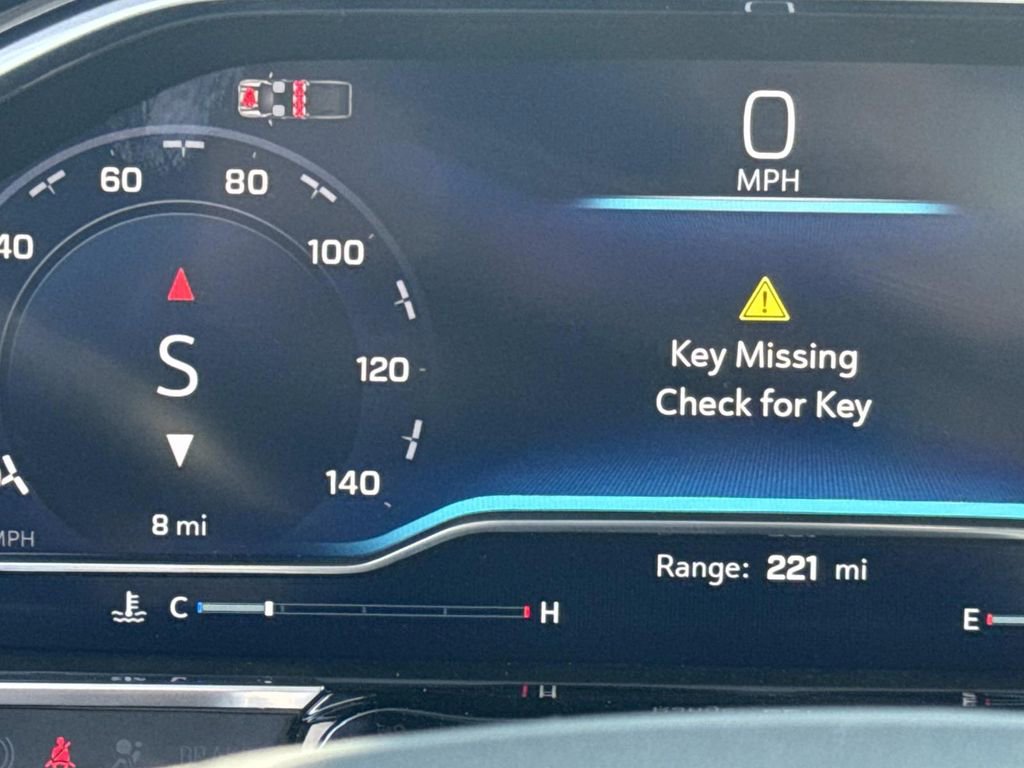 0
MPH
60
80
40
100
S
120
140
Key Missing
Check for Key
8 mi
MPH
Range: 221 mi
C
H
E